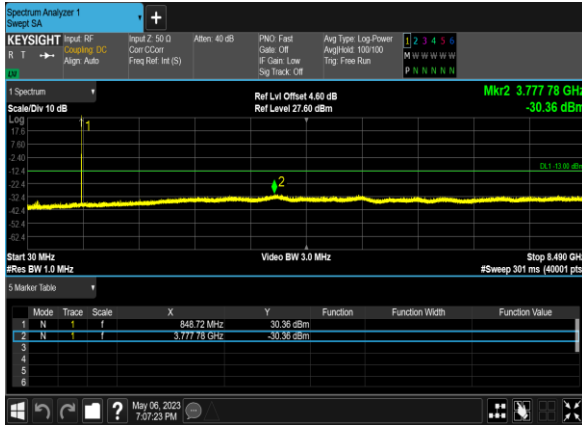 Spectrum Analyzer 1
Swept SA
+
KEYSIGHT Input: RF Input Z: 50 Ω Atten: 40 dB PNO: Fast Avg Type: Log-Power 1 2 3 4 5 6
R T Coupling: DC Corr CCorr Gate: Off Avg|Hold: 100/100 M W W W W W
Align: Auto Freq Ref: Int (S) IF Gain: Low Trig: Free Run
LW Sig Track: Off P N N N N N
1 Spectrum Ref Lvl Offset 4.60 dB Mkr2 3.777 78 GHz
Scale/Div 10 dB Ref Level 27.60 dBm -30.36 dBm
Log
1
17.6
7.60
-2.40
-12.4 DL1 -13.00 dBm
-22.4 2
-32.4
-42.4
-52.4
-62.4
Start 30 MHz Video BW 3.0 MHz Stop 8.490 GHz
#Res BW 1.0 MHz #Sweep 301 ms (40001 pts)
5 Marker Table
Mode Trace Scale X Y Function Function Width Function Value
1 N 1 f 848.72 MHz 30.36 dBm
2 N 1 f 3.777 78 GHz -30.36 dBm
3
4
5
6
? May 06, 2023
7:07:23 PM